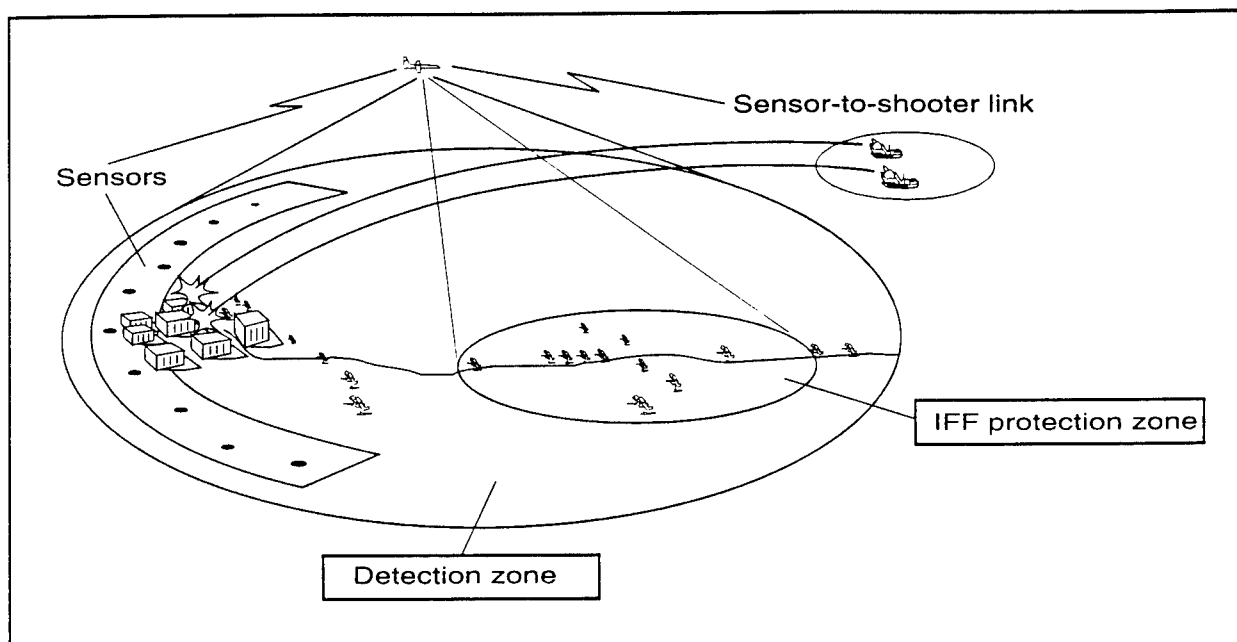 Sensor-to-shooter link
Sensors
IFF protection zone
Detection zone